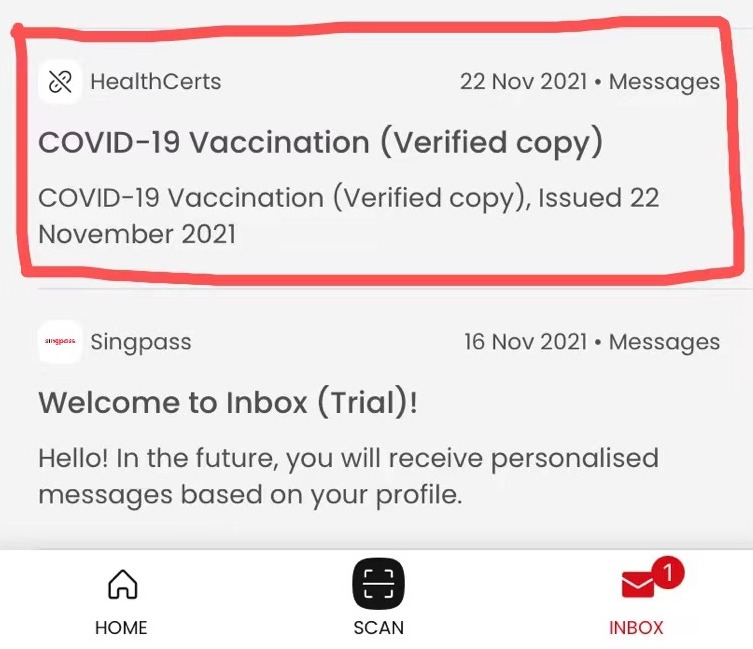 HealthCerts 22 Nov 2021 • Messages
COVID-19 Vaccination (Verified copy)
COVID-19 Vaccination (Verified copy), Issued 22
November 2021
singpass Singpass 16 Nov 2021 • Messages
Welcome to Inbox (Trial)!
Hello! In the future, you will receive personalised
messages based on your profile.
1
HOME SCAN INBOX